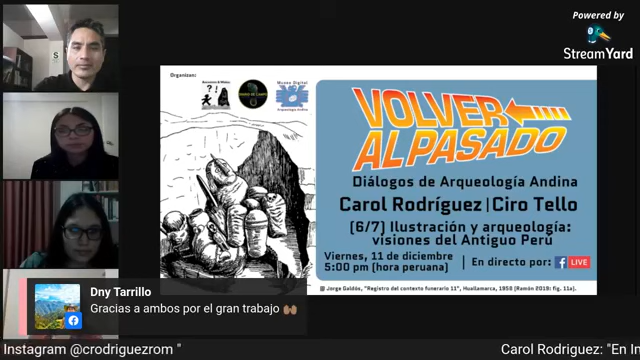 Powered by
StreamYard
Organizan:
Museo Digital
Arqueología Andina
VOLVER
AL PASADO
Diálogos de Arqueología Andina
Carol Rodríguez | Ciro Tello
(6/7) Ilustración y arqueología:
visiones del Antiguo Perú
Viernes, 11 de diciembre
5:00 pm (hora peruana)
En directo por: f LIVE
@ Jorge Galdós, "Registro del contexto funerario 11", Huallamarca, 1958 (Ramón 2019: fig. 11a).
Dny Tarrillo
Gracias a ambos por el gran trabajo 🙌🏽
Instagram @crodriguezrom "
Carol Rodriguez: "En In